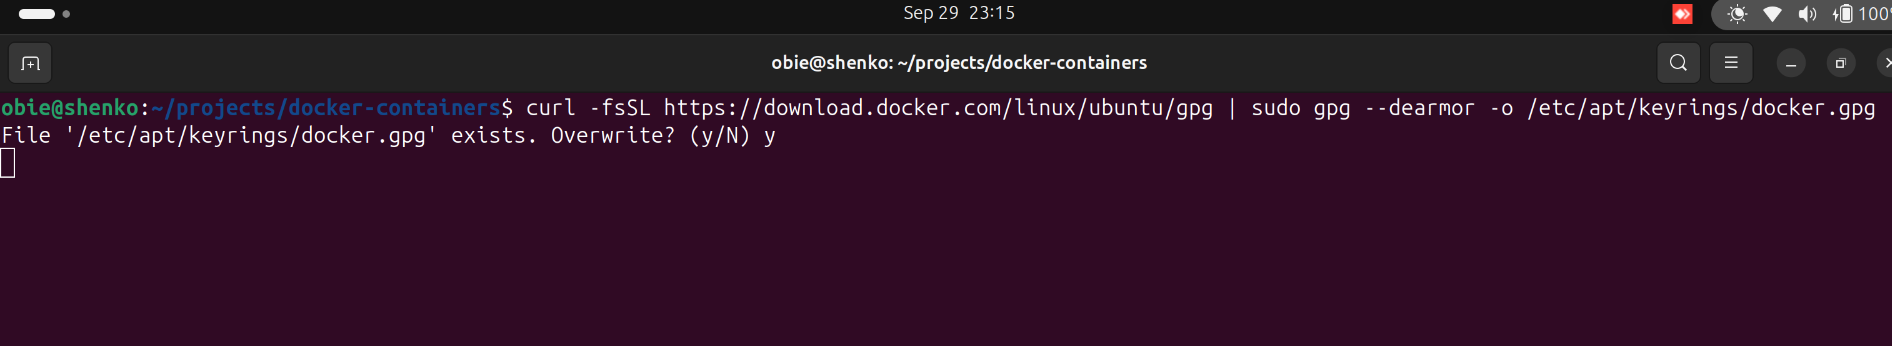 Sep 29 23:15
100%
obie@shenko: ~/projects/docker-containers
obie@shenko:~/projects/docker-containers$ curl -fsSL https://download.docker.com/linux/ubuntu/gpg | sudo gpg --dearmor -o /etc/apt/keyrings/docker.gpg
File '/etc/apt/keyrings/docker.gpg' exists. Overwrite? (y/N) y